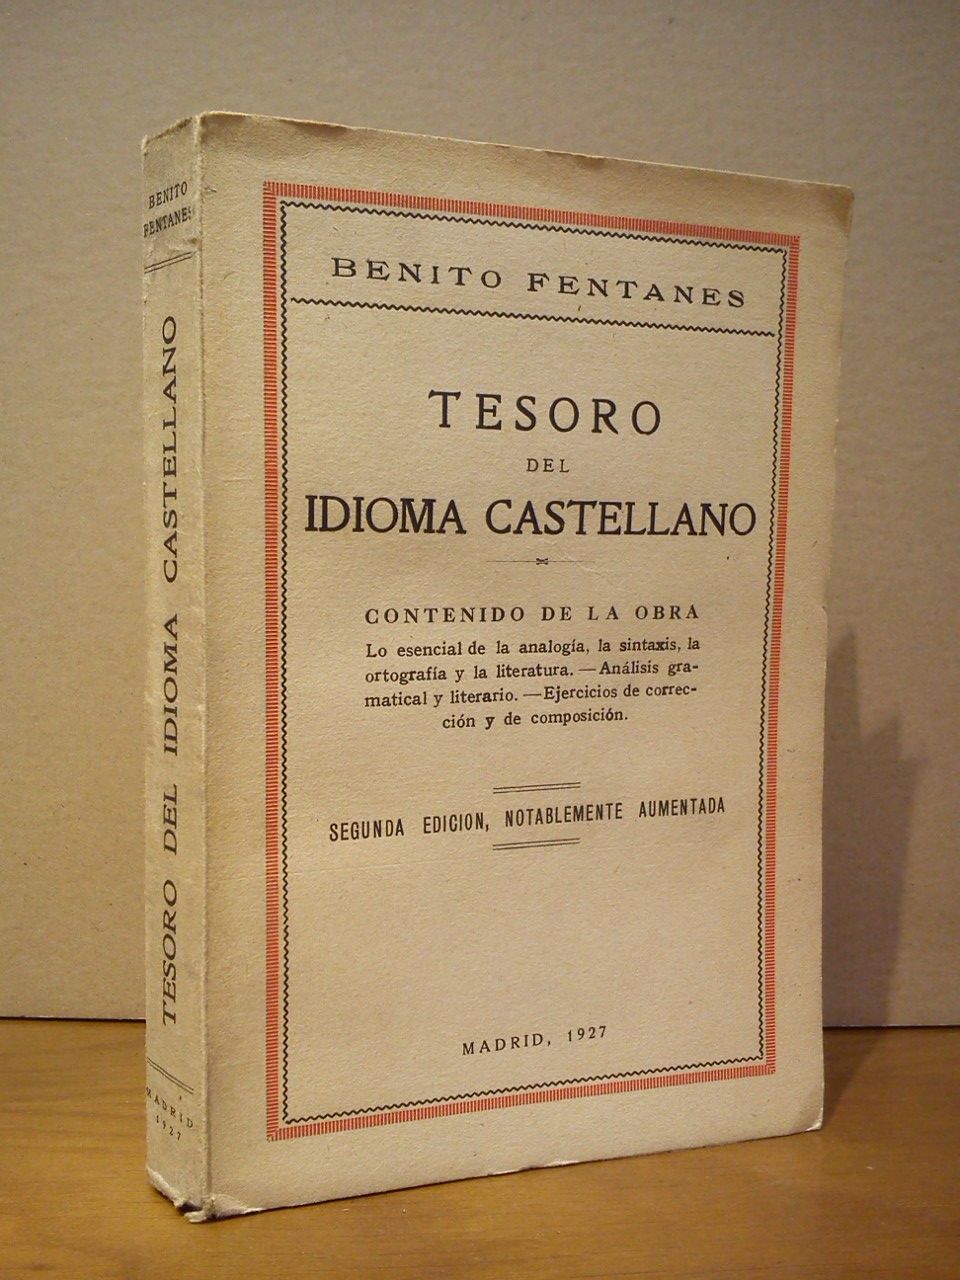 BENITO
FENTANES
TESORO DEL IDIOMA CASTELLANO
MADRID
1927
BENITO FENTANES
TESORO
DEL
IDIOMA CASTELLANO
CONTENIDO DE LA OBRA
Lo esencial de la analogía, la sintaxis, la
ortografía y la literatura. — Análisis gra-
matical y literario. — Ejercicios de correc-
ción y de composición.
SEGUNDA EDICION, NOTABLEMENTE AUMENTADA
MADRID, 1927